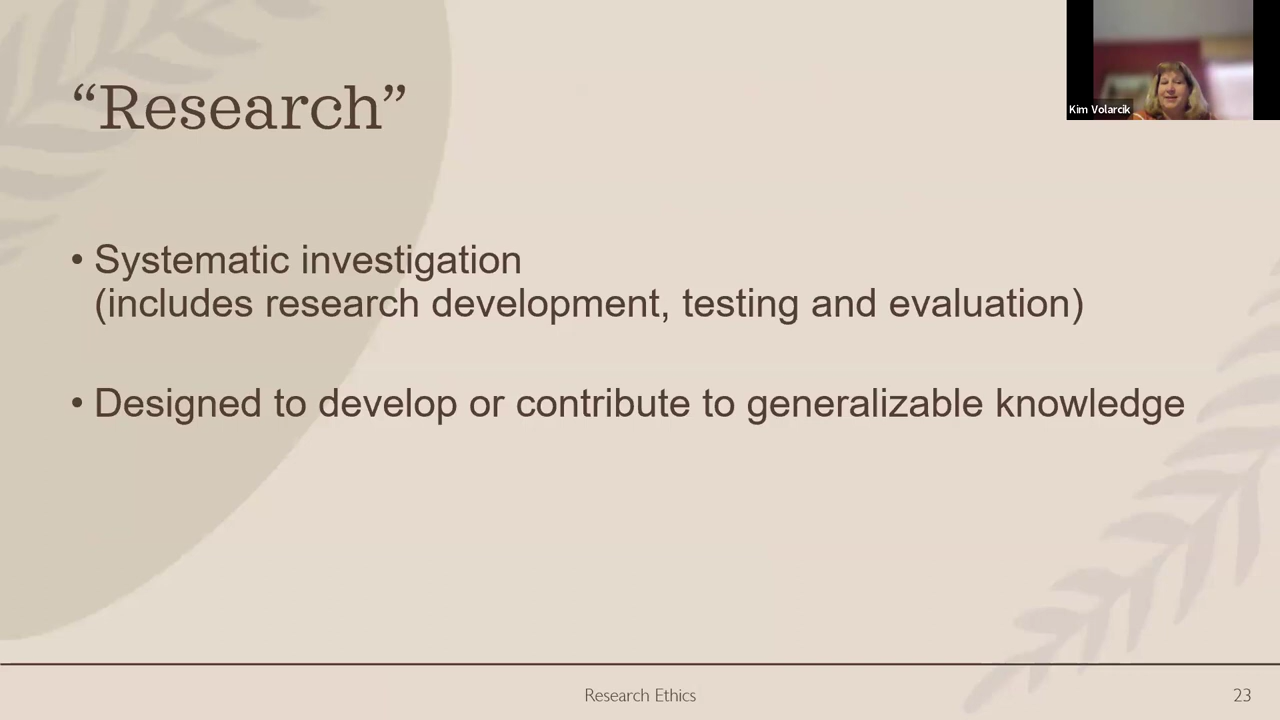 “Research”
Kim Volarcik
• Systematic investigation
(includes research development, testing and evaluation)
• Designed to develop or contribute to generalizable knowledge
Research Ethics
23